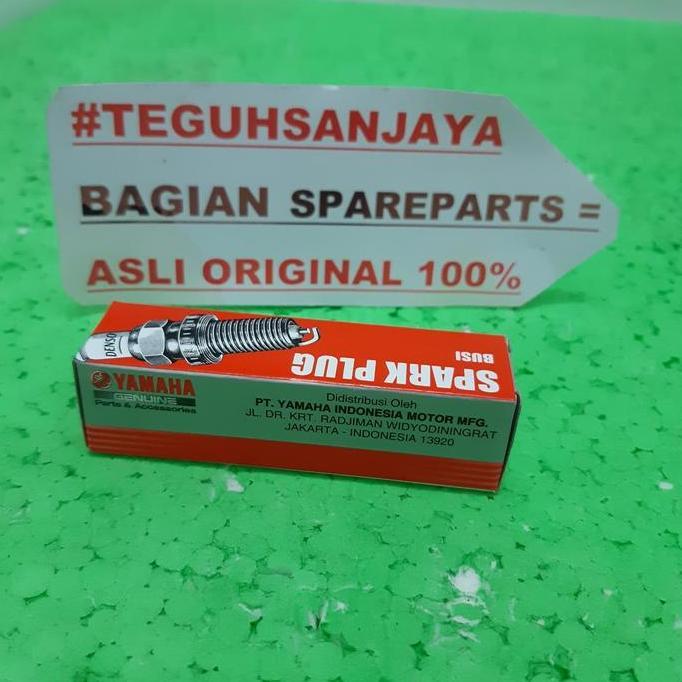 #TEGUHSANJAYA
BAGIAN SPAREPARTS =
ASLI ORIGINAL 100%
DENSO
SPARK PLUG
BUSI
YAMAHA
GENUINE
Parts & Accessories
Didistribusi Oleh
PT. YAMAHA INDONESIA MOTOR MFG.
JL. DR. KRT. RADJIMAN WIDYODININGRAT
JAKARTA - INDONESIA 13920